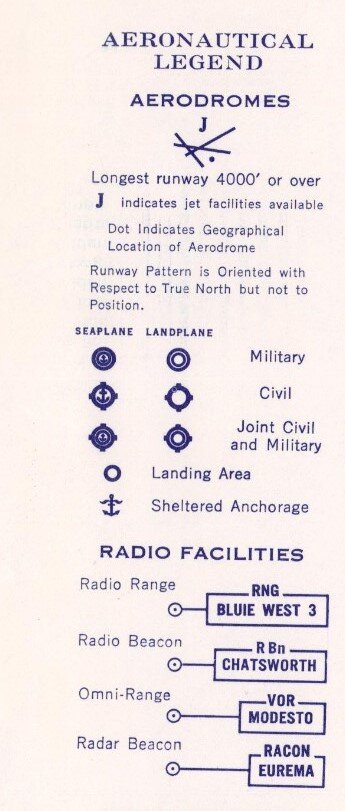 AERONAUTICAL
LEGEND
AERODROMES
J
Longest runway 4000' or over
J indicates jet facilities available
Dot Indicates Geographical
Location of Aerodrome
Runway Pattern is Oriented with
Respect to True North but not to
Position.
SEAPLANE LANDPLANE
Military
Civil
Joint Civil
and Military
Landing Area
Sheltered Anchorage
RADIO FACILITIES
Radio Range
RNG
BLUIE WEST 3
Radio Beacon
R Bn
CHATSWORTH
Omni-Range
VOR
MODESTO
Radar Beacon
RACON
EUREMA